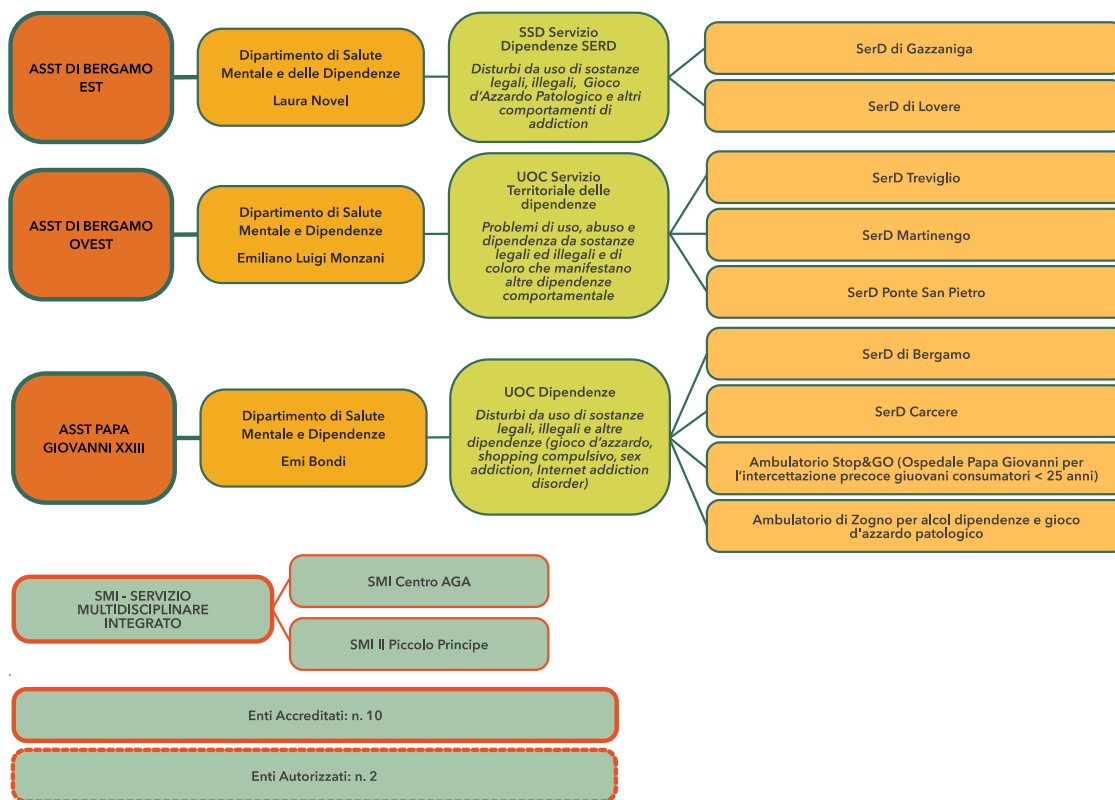 ASST DI BERGAMO
EST
Dipartimento di Salute
Mentale e delle Dipendenze
Laura Novel
SSD Servizio
Dipendenze SERD
Disturbi da uso di sostanze
legali, illegali, Gioco
d'Azzardo Patologico e altri
comportamenti di
addiction
SerD di Gazzaniga
SerD di Lovere
ASST DI BERGAMO
OVEST
Dipartimento di Salute
Mentale e Dipendenze
Emiliano Luigi Monzani
UOC Servizio
Territoriale delle
dipendenze
Problemi di uso, abuso e
dipendenza da sostanze
legali ed illegali e di
coloro che manifestano
altre dipendenze
comportamentale
SerD Treviglio
SerD Martinengo
SerD Ponte San Pietro
ASST PAPA
GIOVANNI XXIII
Dipartimento di Salute
Mentale e Dipendenze
Emi Bondi
UOC Dipendenze
Disturbi da uso di sostanze
legali, illegali e altre
dipendenze (gioco d'azzardo,
shopping compulsivo, sex
addiction, Internet addiction
disorder)
SerD di Bergamo
SerD Carcere
Ambulatorio Stop&GO (Ospedale Papa Giovanni per
l'intercettazione precoce giuovani consumatori < 25 anni)
Ambulatorio di Zogno per alcol dipendenze e gioco
d'azzardo patologico
SMI - SERVIZIO
MULTIDISCIPLINARE
INTEGRATO
SMI Centro AGA
SMI Il Piccolo Principe
.
Enti Accreditati: n. 10
Enti Autorizzati: n. 2